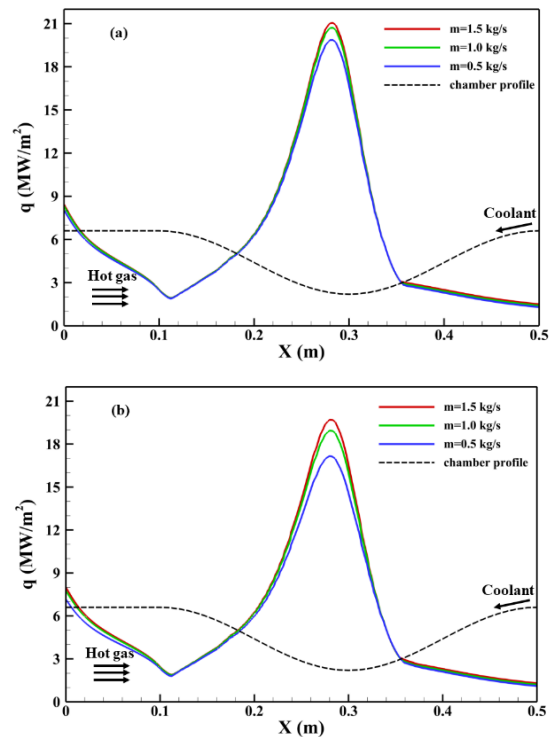 (a)
m=1.5 kg/s
m=1.0 kg/s
m=0.5 kg/s
chamber profile
q (MW/m²)
21
18
15
12
9
6
3
0
Coolant
Hot gas
0 0.1 0.2 0.3 0.4 0.5
X (m)
(b)
m=1.5 kg/s
m=1.0 kg/s
m=0.5 kg/s
chamber profile
q (MW/m²)
21
18
15
12
9
6
3
0
Coolant
Hot gas
0 0.1 0.2 0.3 0.4 0.5
X (m)